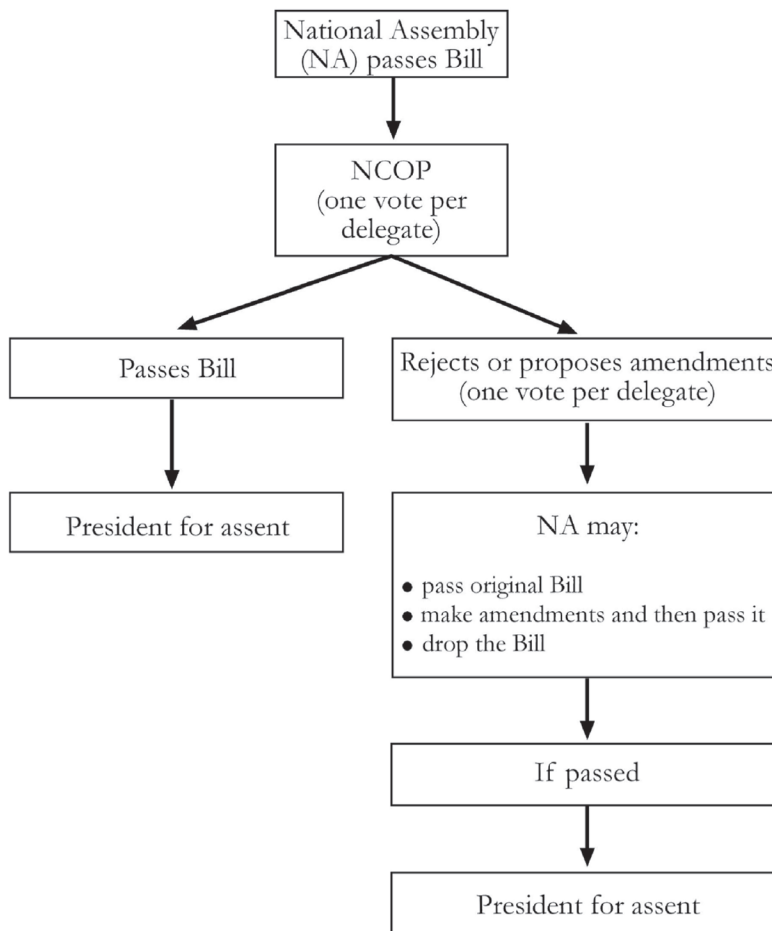 National Assembly
(NA) passes Bill
NCOP
(one vote per
delegate)
Passes Bill
President for assent
Rejects or proposes amendments
(one vote per delegate)
NA may:
● pass original Bill
● make amendments and then pass it
● drop the Bill
If passed
President for assent